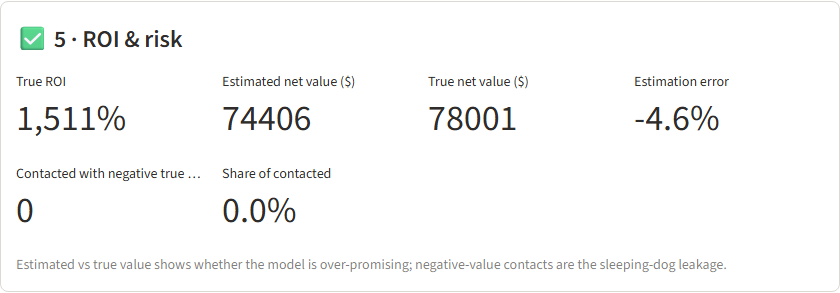 5 · ROI & risk
True ROI Estimated net value ($) True net value ($) Estimation error
1,511% 74406 78001 -4.6%
Contacted with negative true … Share of contacted
0 0.0%
Estimated vs true value shows whether the model is over-promising; negative-value contacts are the sleeping-dog leakage.